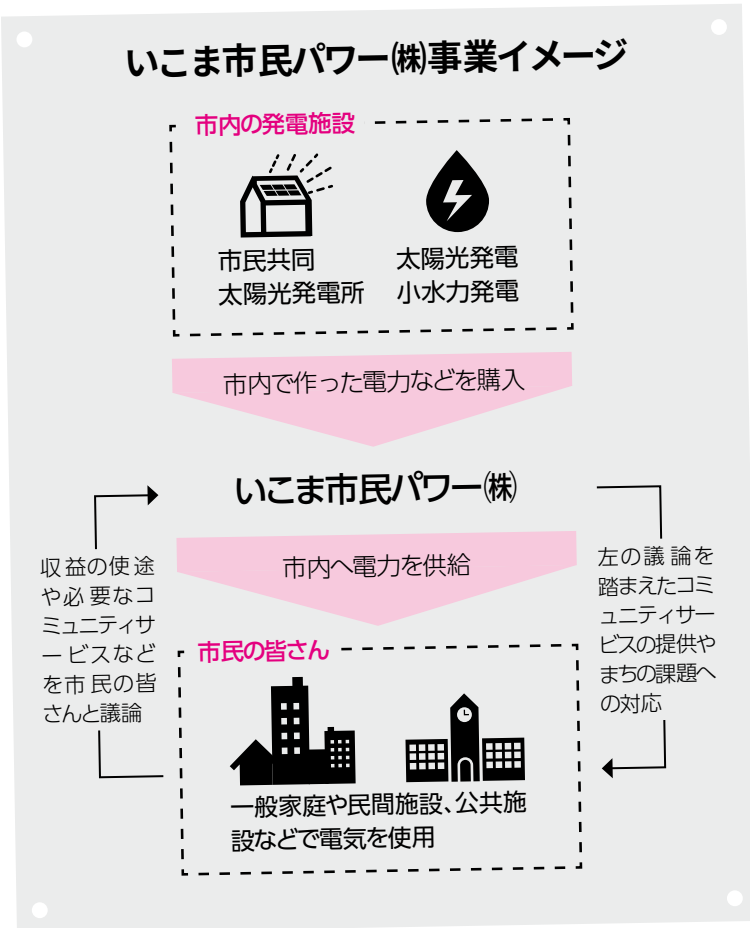 いこま市民パワー㈱事業イメージ
市内の発電施設
市民共同
太陽光発電所
太陽光発電
小水力発電
市内で作った電力などを購入
いこま市民パワー㈱
市内へ電力を供給
収益の使途
や必要なコ
ミュニティサ
ービスなど
を市民の皆
さんと議論
左の議論を
踏まえたコミ
ュニティサー
ビスの提供や
まちの課題へ
の対応
市民の皆さん
一般家庭や民間施設、公共施
設などで電気を使用